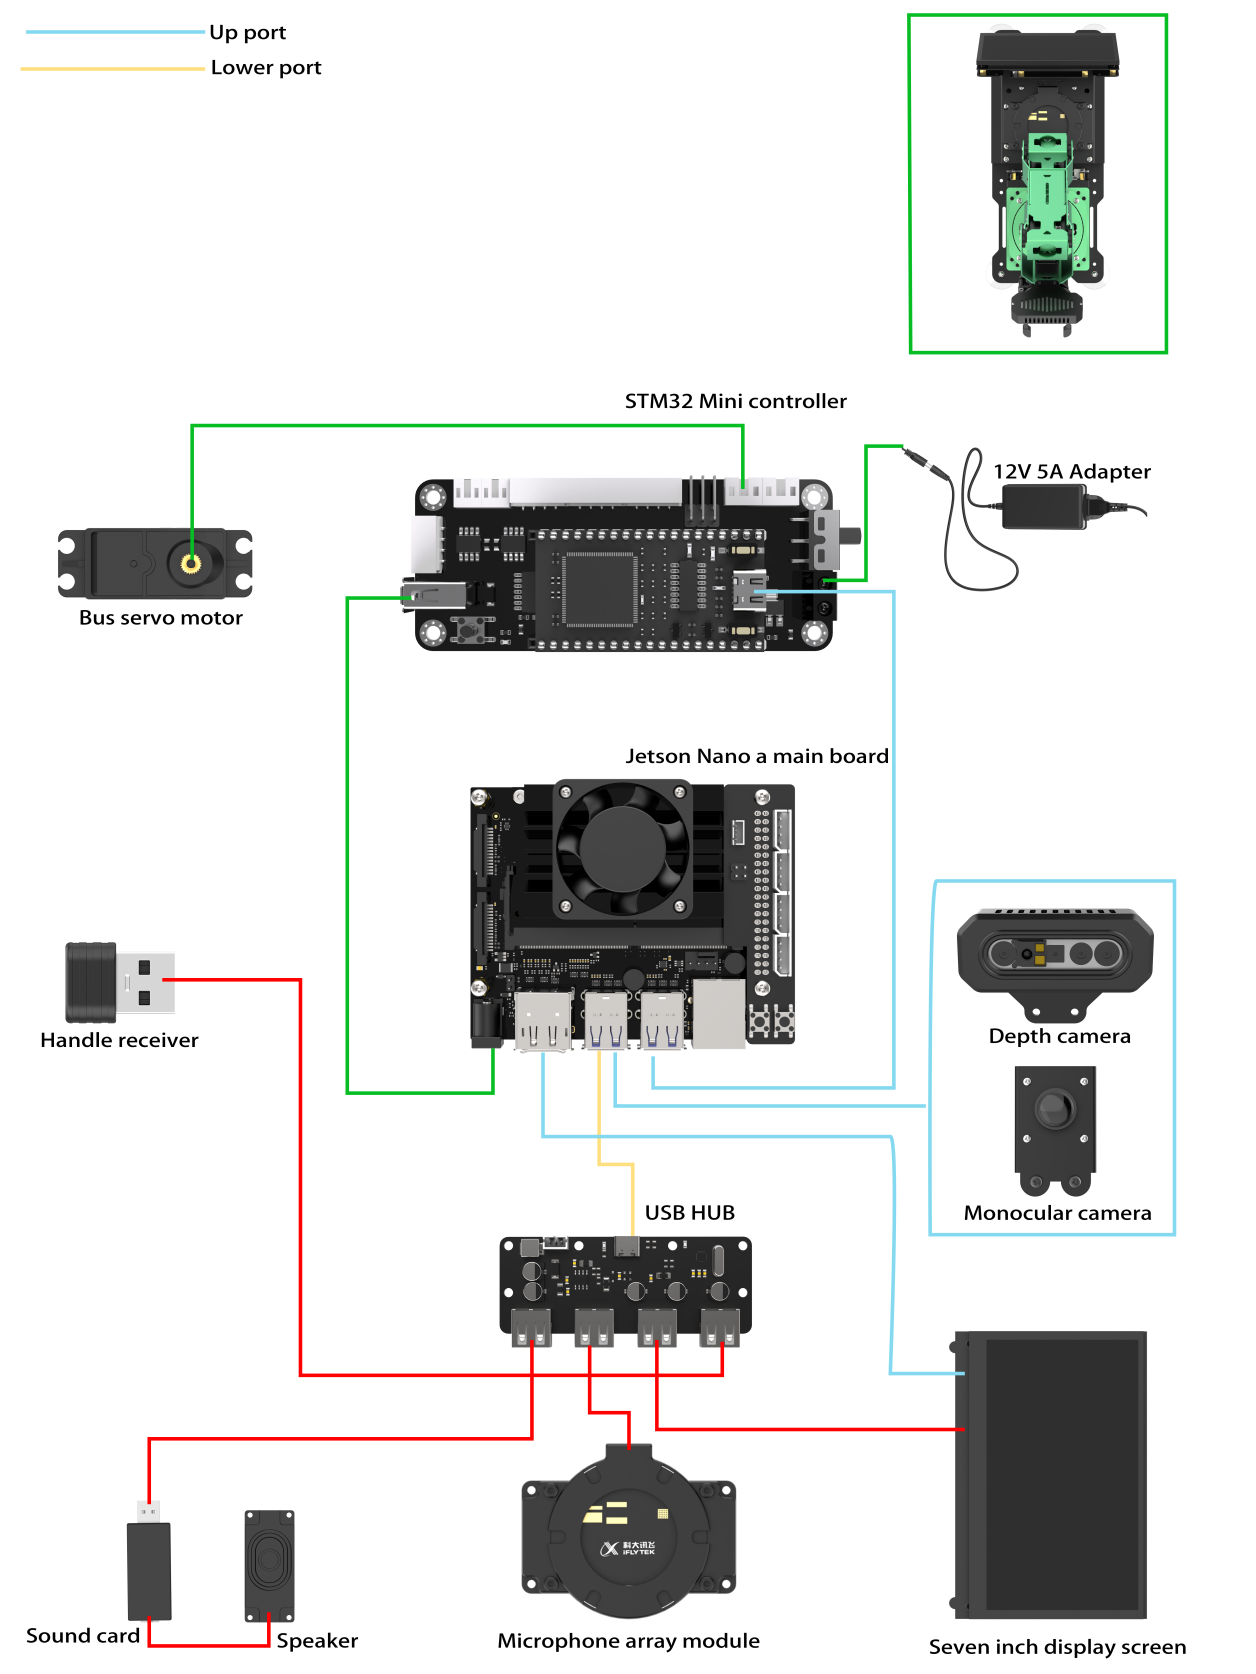 Up port
Lower port
STM32 Mini controller
12V 5A Adapter
Bus servo motor
Jetson Nano a main board
Handle receiver
Depth camera
Monocular camera
USB HUB
科大讯飞
iFLYTEK
Sound card
Speaker
Microphone array module
Seven inch display screen